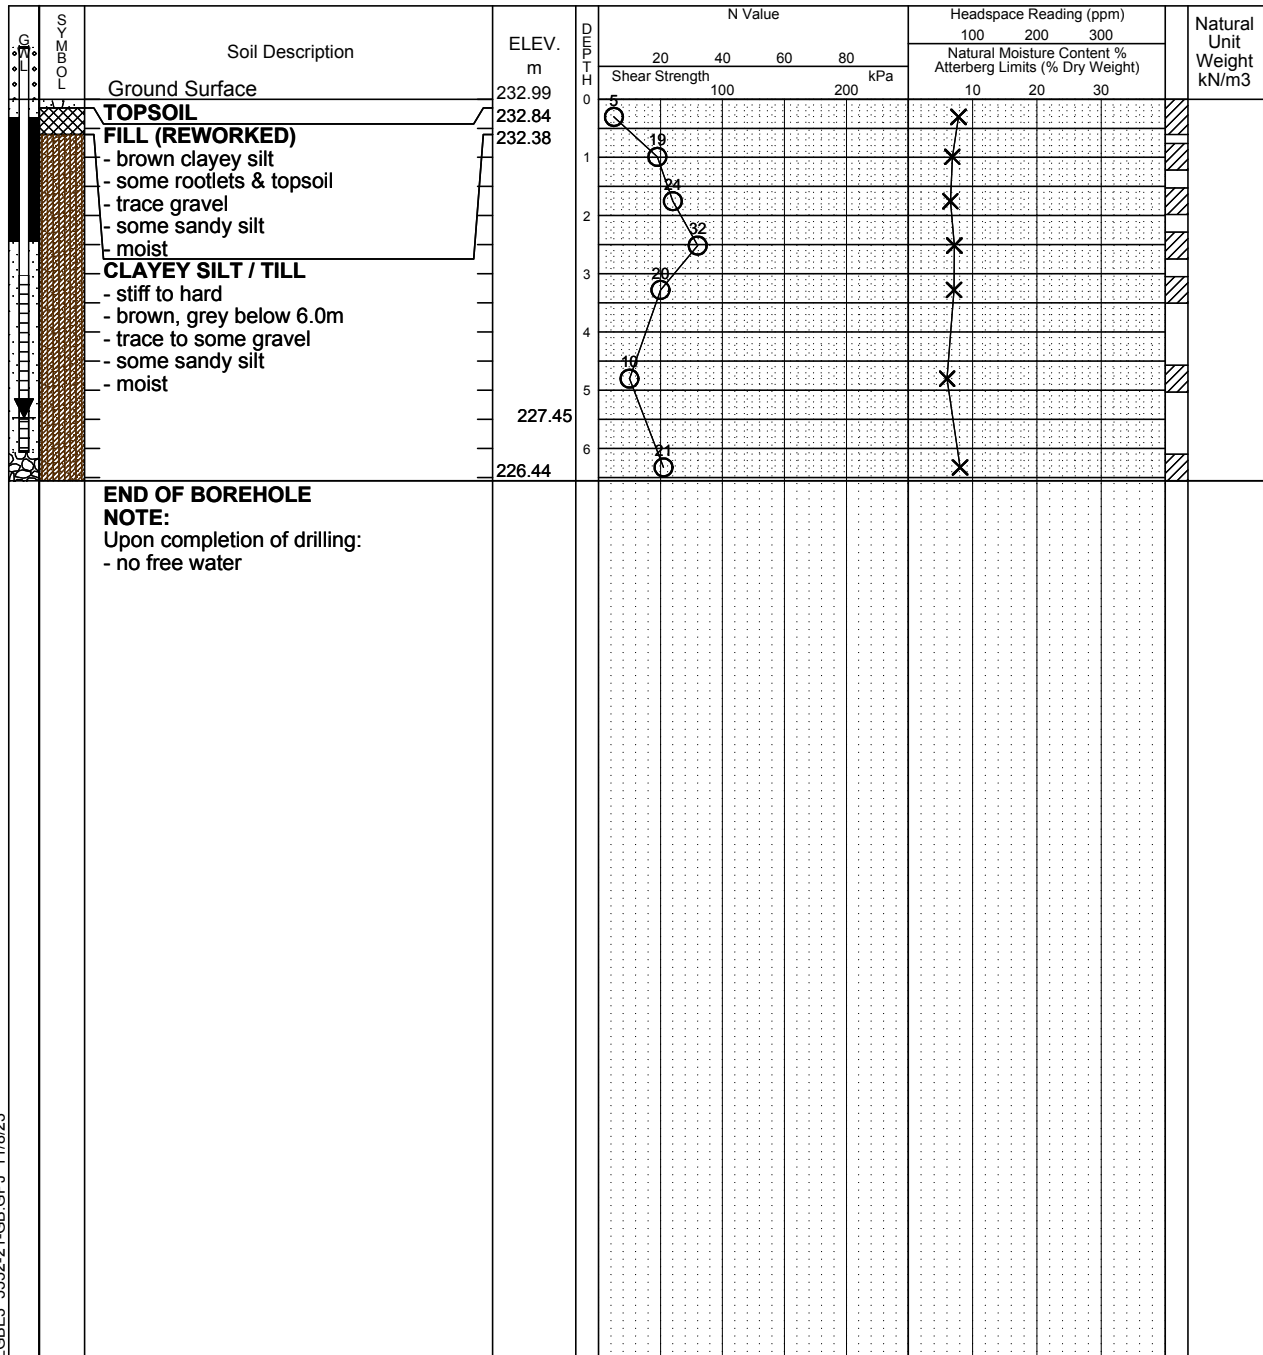 GWL
SYMBOL
Soil Description
ELEV.
m
DEPTH
N Value
20 40 60 80
Shear Strength kPa
100 200
Headspace Reading (ppm)
100 200 300
Natural Moisture Content %
Atterberg Limits (% Dry Weight)
10 20 30
Natural
Unit
Weight
kN/m3
Ground Surface 232.99 0
TOPSOIL 232.84 5
FILL (REWORKED) 232.38
- brown clayey silt 19 1
- some rootlets & topsoil 24
- trace gravel
- some sandy silt 2 32
- moist
CLAYEY SILT / TILL 3 20
- stiff to hard
- brown, grey below 6.0m
- trace to some gravel 4
- some sandy silt 10
- moist 5
227.45
6 21
226.44
END OF BOREHOLE
NOTE:
Upon completion of drilling:
- no free water